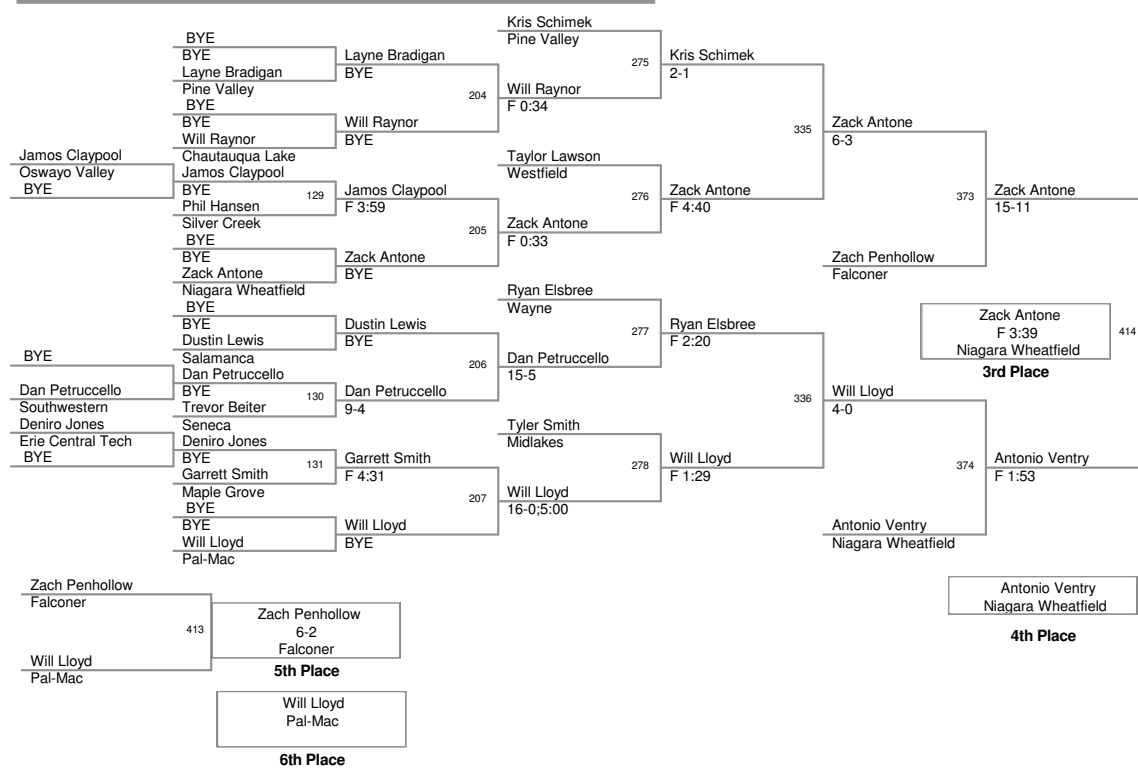 BYE
BYE
Layne Bradigan
Pine Valley
BYE
BYE
Will Raynor
Chautauqua Lake
Jamos Claypool
Oswayo Valley
BYE
Jamos Claypool
BYE
129
Phil Hansen
Silver Creek
BYE
BYE
Zack Antone
Niagara Wheatfield
BYE
BYE
Dustin Lewis
Salamanca
BYE
Dan Petruccello
Southwestern
Dan Petruccello
BYE
130
Trevor Beiter
Seneca
Deniro Jones
Erie Central Tech
BYE
Deniro Jones
BYE
131
Garrett Smith
Maple Grove
BYE
BYE
Will Lloyd
Pal-Mac
Layne Bradigan
BYE
204
Will Raynor
BYE
Jamos Claypool
F 3:59
205
Zack Antone
BYE
Dustin Lewis
BYE
206
Dan Petruccello
9-4
Garrett Smith
F 4:31
207
Will Lloyd
BYE
Kris Schimek
Pine Valley
275
Will Raynor
F 0:34
Taylor Lawson
Westfield
276
Zack Antone
F 0:33
Ryan Elsbree
Wayne
277
Dan Petruccello
15-5
Tyler Smith
Midlakes
278
Will Lloyd
16-0;5:00
Kris Schimek
2-1
335
Zack Antone
F 4:40
Ryan Elsbree
F 2:20
336
Will Lloyd
F 1:29
Zack Antone
6-3
373
Zach Penhollow
Falconer
Will Lloyd
4-0
374
Antonio Ventry
Niagara Wheatfield
Zack Antone
15-11
Zack Antone
F 3:39
Niagara Wheatfield
414
3rd Place
Antonio Ventry
F 1:53
Antonio Ventry
Niagara Wheatfield
4th Place
Zach Penhollow
Falconer
413
Will Lloyd
Pal-Mac
Zach Penhollow
6-2
Falconer
5th Place
Will Lloyd
Pal-Mac
6th Place